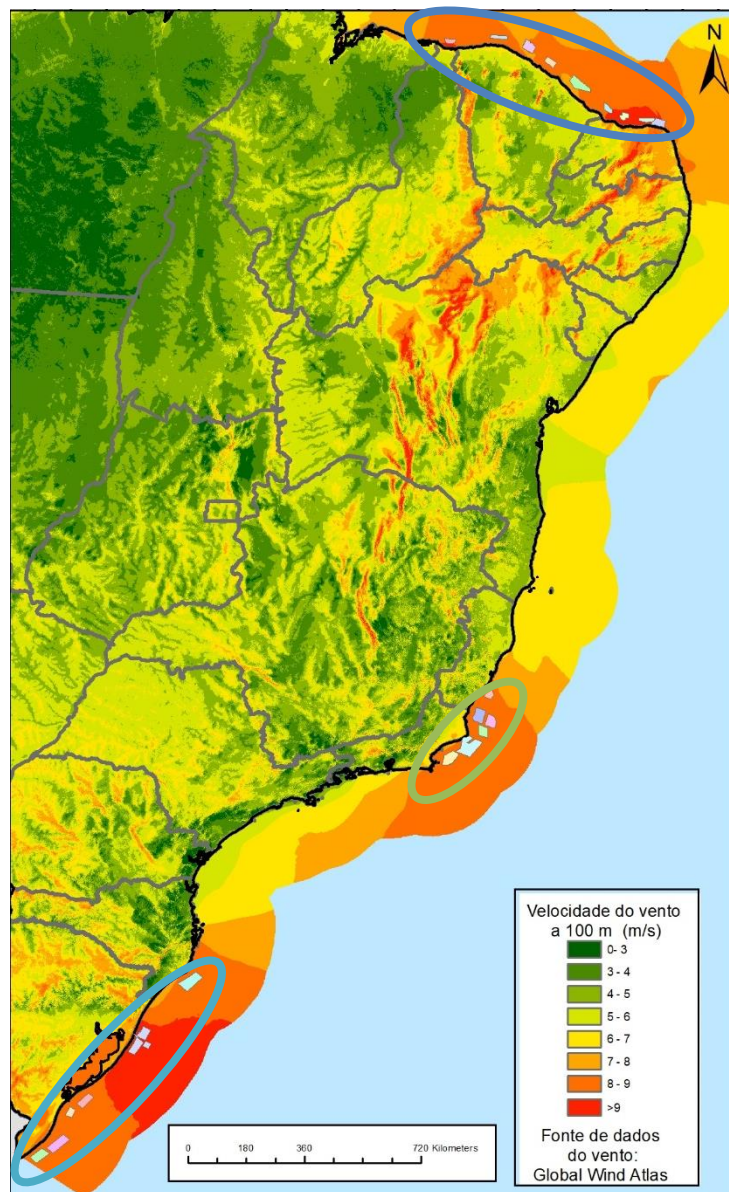 N
Velocidade do vento
a 100 m (m/s)
0- 3
3 - 4
4 - 5
5 - 6
6 - 7
7 - 8
8 - 9
>9
Fonte de dados
do vento:
Global Wind Atlas
0 180 360 720 Kilometers